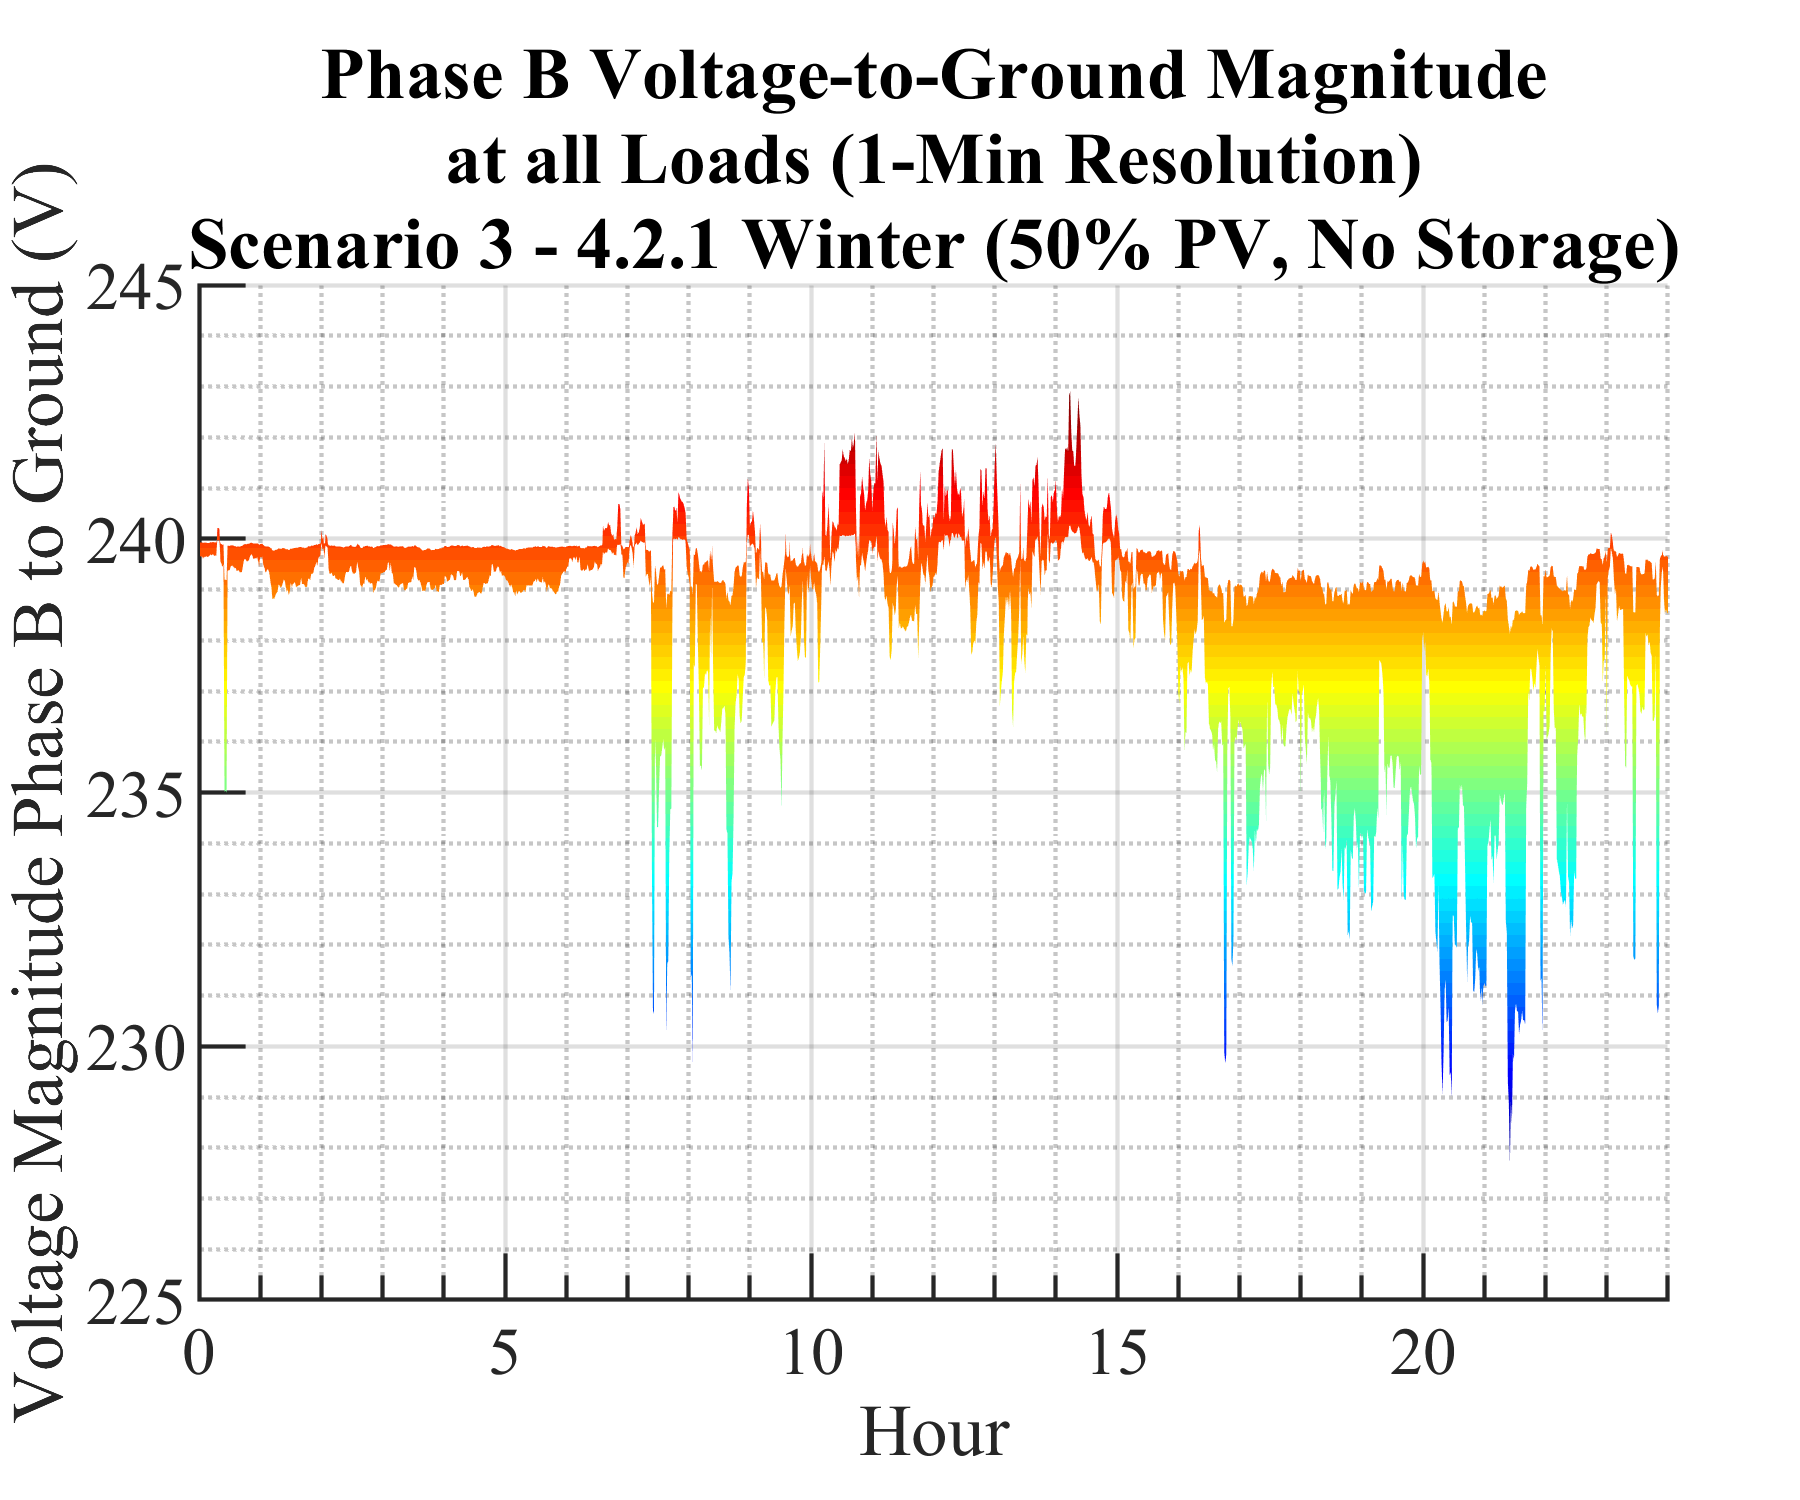 Phase B Voltage-to-Ground Magnitude
at all Loads (1-Min Resolution)
Scenario 3 - 4.2.1 Winter (50% PV, No Storage)
Voltage Magnitude Phase B to Ground (V)
245
240
235
230
225
0 5 10 15 20
Hour